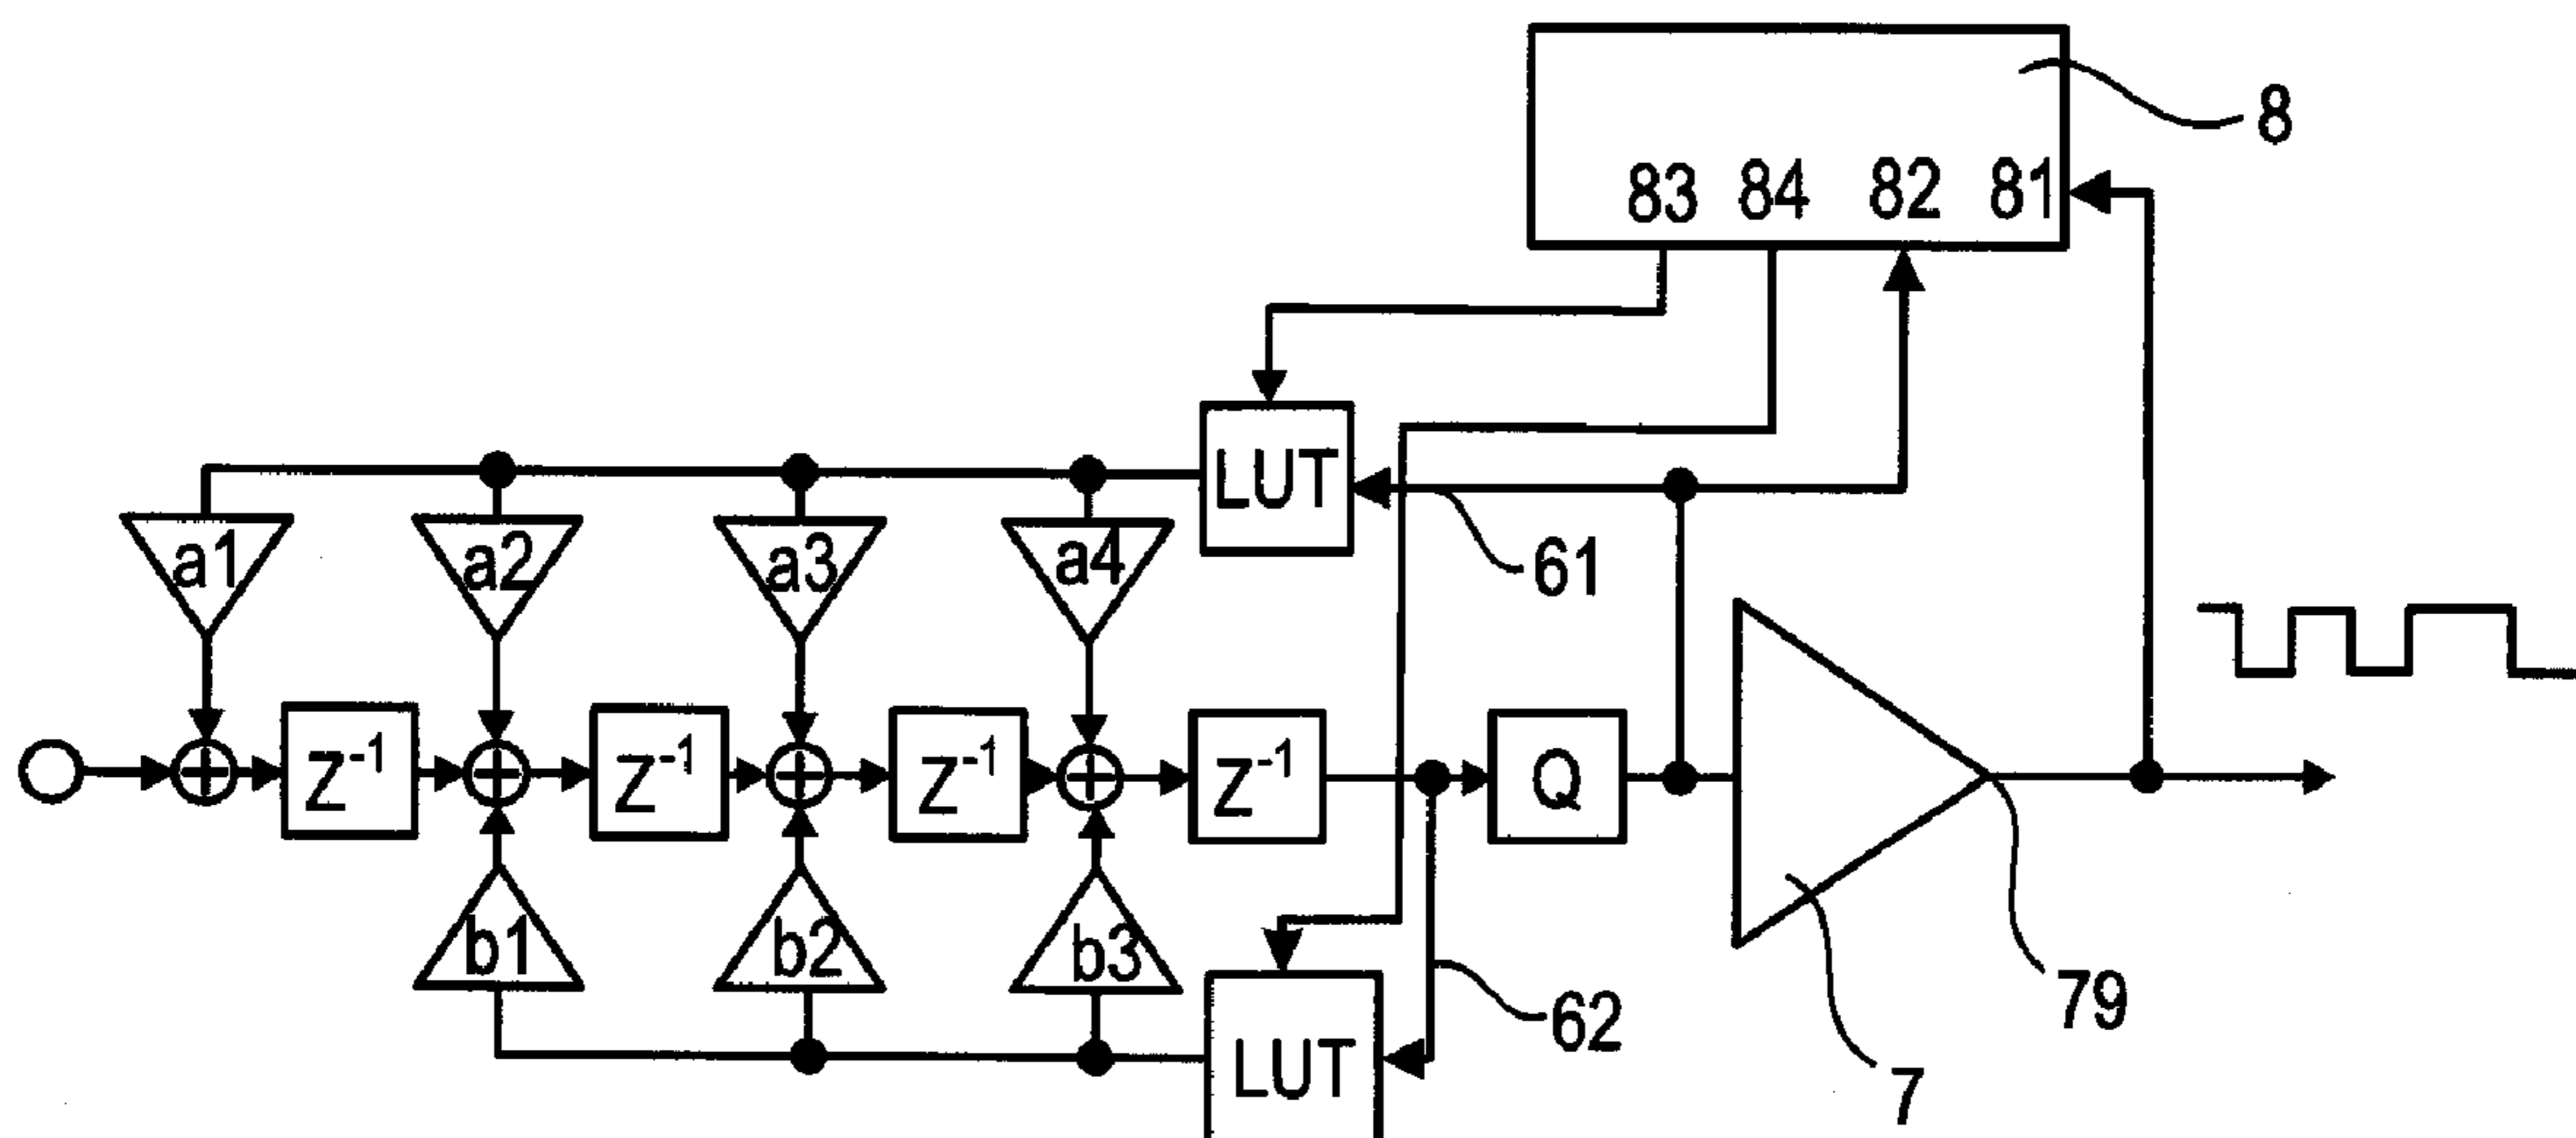 8
83 84 82 81
LUT
a1 a2 a3 a4
61
Z⁻¹ Z⁻¹ Z⁻¹ Z⁻¹ Q
b1 b2 b3
62
79
LUT
7